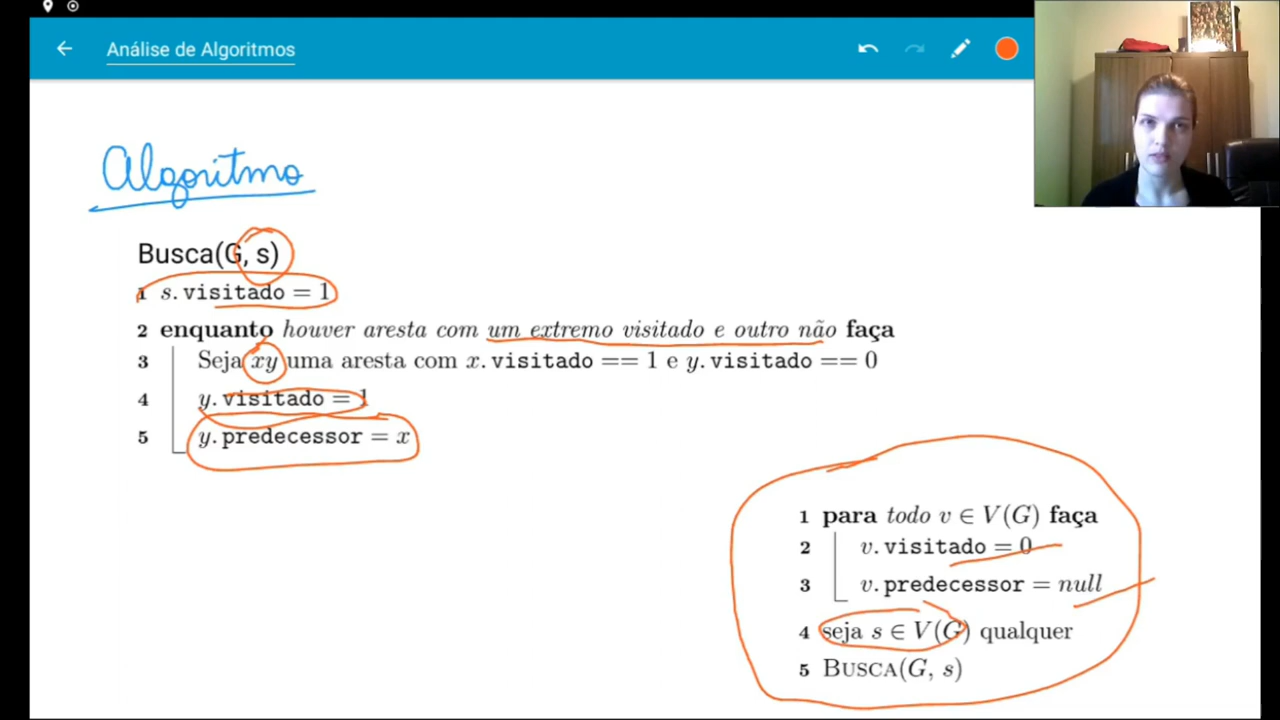 Análise de Algoritmos
Algoritmo
Busca(G, s)
1 s.visitado = 1
2 enquanto houver aresta com um extremo visitado e outro não faça
3 Seja xy uma aresta com x.visitado == 1 e y.visitado == 0
4 y.visitado = 1
5 y.predecessor = x
1 para todo v ∈ V(G) faça
2 v.visitado = 0
3 v.predecessor = null
4 seja s ∈ V(G) qualquer
5 BUSCA(G, s)